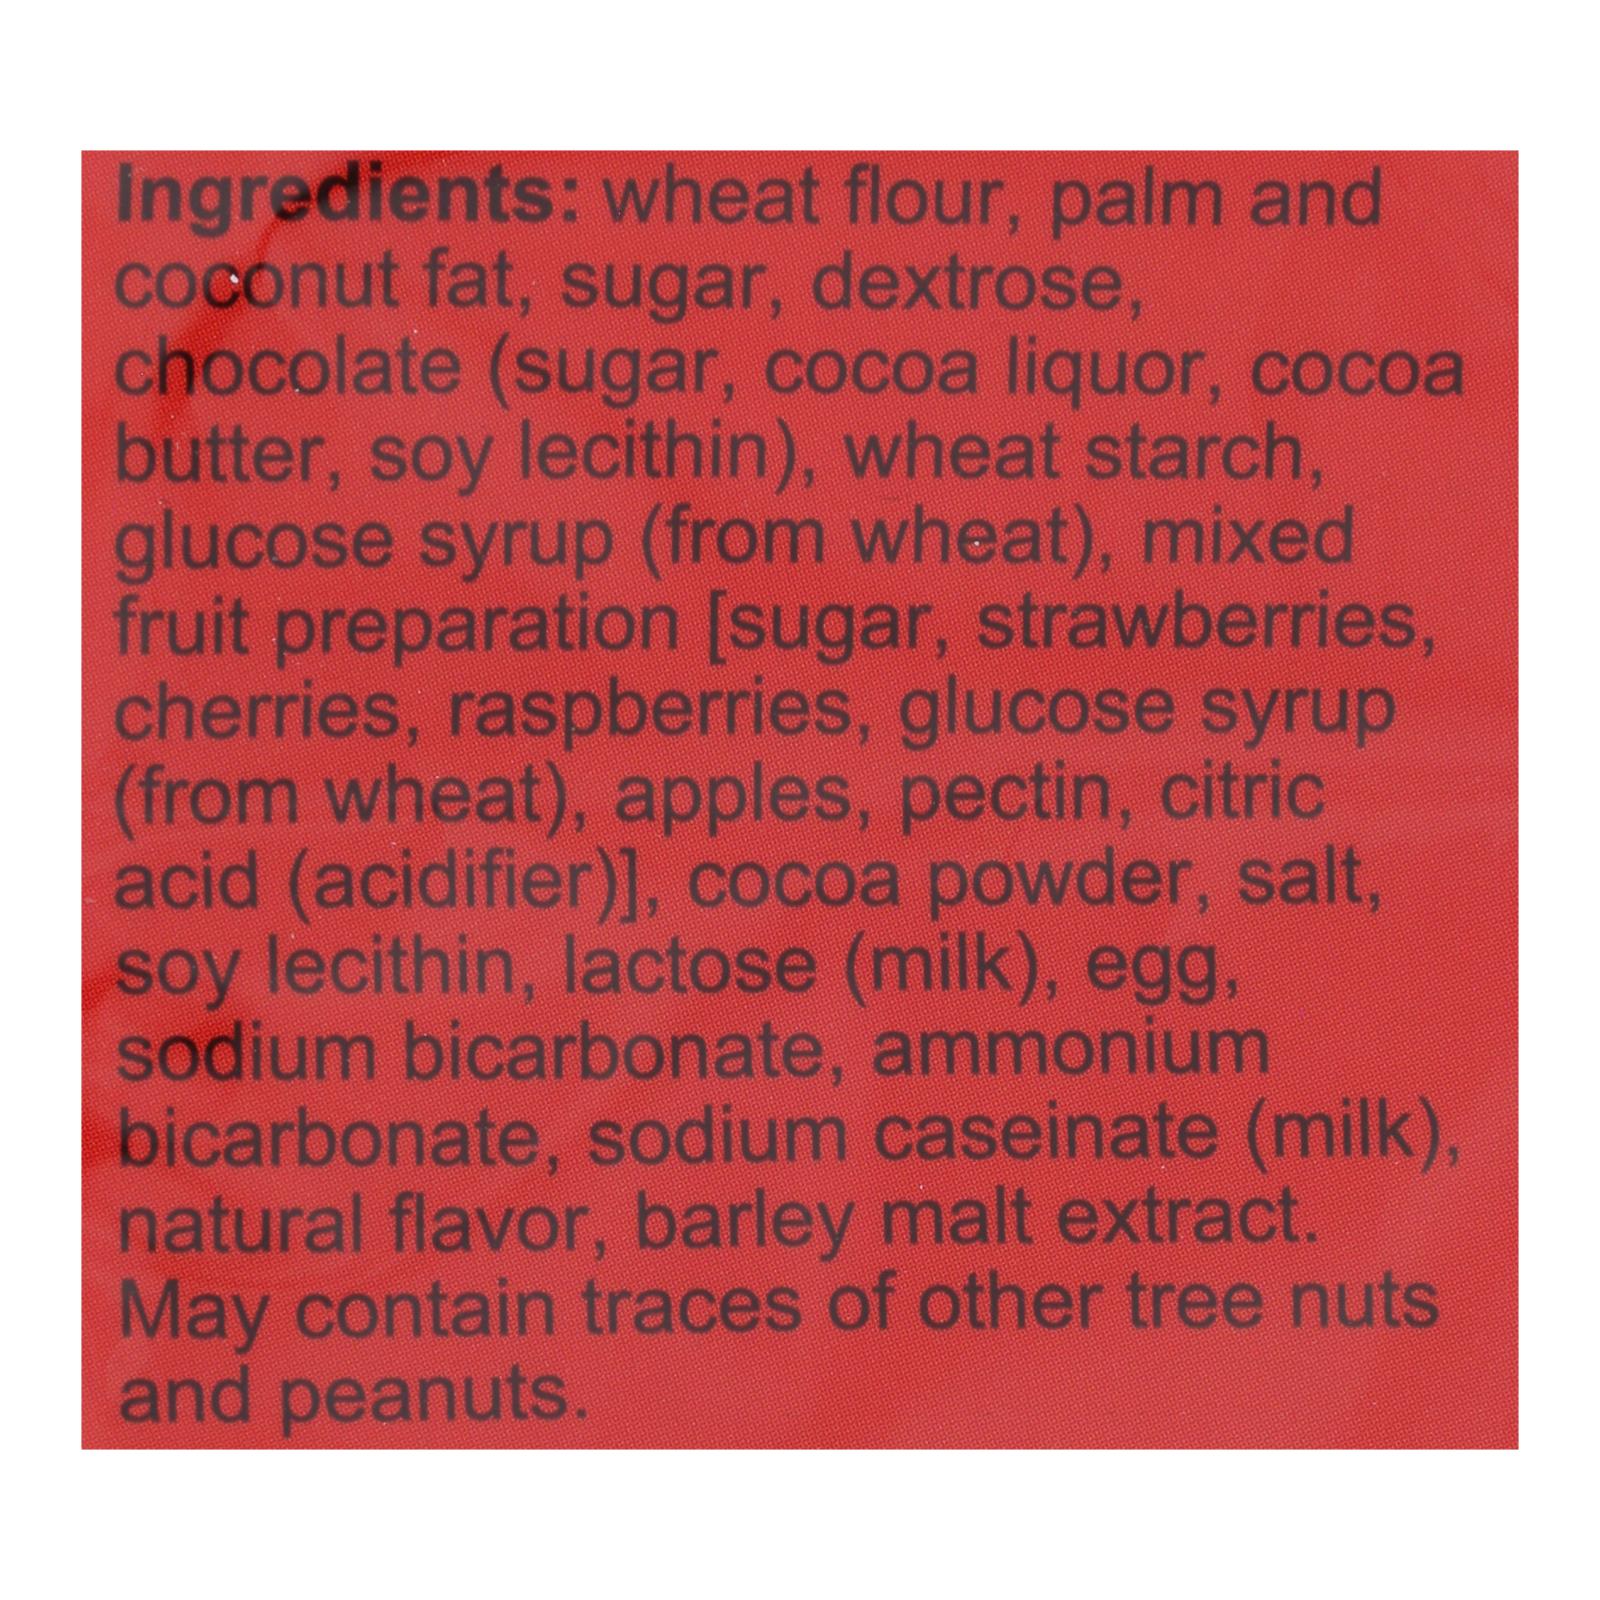 Ingredients: wheat flour, palm and
coconut fat, sugar, dextrose,
chocolate (sugar, cocoa liquor, cocoa
butter, soy lecithin), wheat starch,
glucose syrup (from wheat), mixed
fruit preparation [sugar, strawberries,
cherries, raspberries, glucose syrup
(from wheat), apples, pectin, citric
acid (acidifier)], cocoa powder, salt,
soy lecithin, lactose (milk), egg,
sodium bicarbonate, ammonium
bicarbonate, sodium caseinate (milk),
natural flavor, barley malt extract.
May contain traces of other tree nuts
and peanuts.